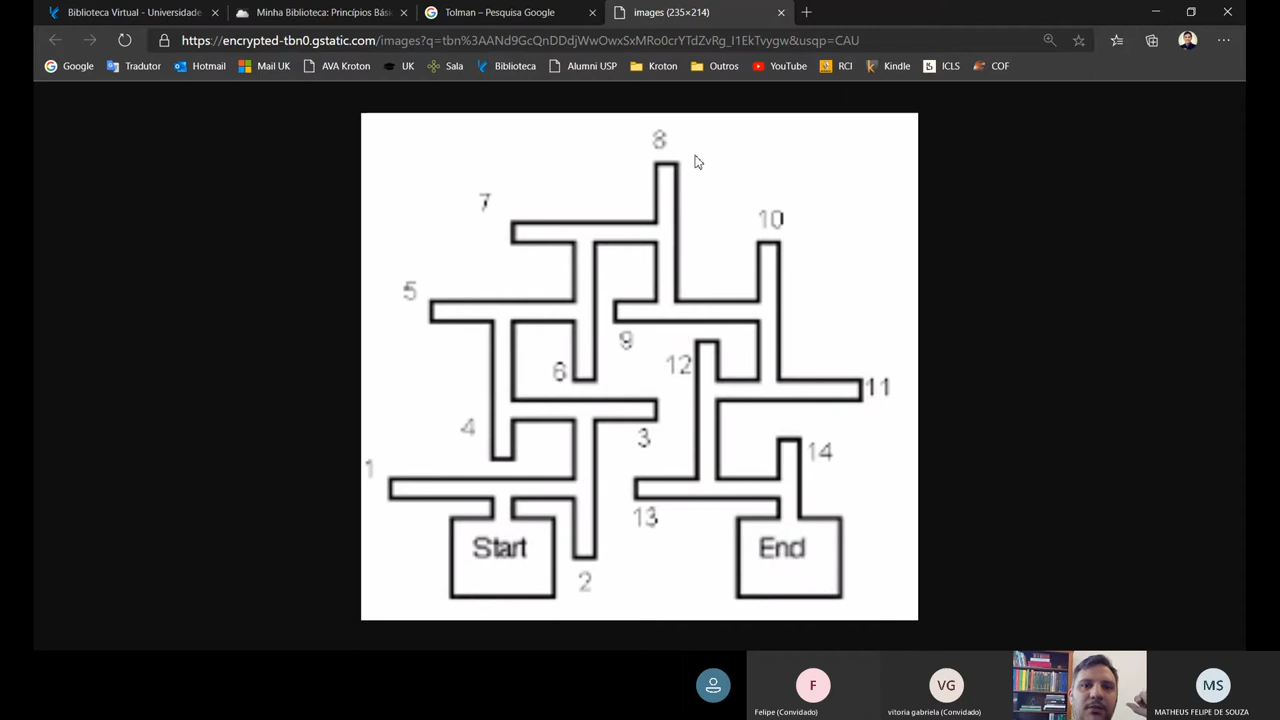 Biblioteca Virtual - Universidade
Minha Biblioteca: Princípios Bás
Tolman – Pesquisa Google
images (235×214)
https://encrypted-tbn0.gstatic.com/images?q=tbn%3AANd9GcQnDDdjWwOwxSxMRo0crYTdZvRg_I1EkTvygw&usqp=CAU
Google Tradutor Hotmail Mail UK AVA Kroton UK Sala Biblioteca Alumni USP Kroton Outros YouTube RCI Kindle ICLS COF
8
7
10
5
9
12
6
11
3
4
14
1
13
Start
End
2
F
VG
MS
Felipe (Convidado)
vitoria gabriela (Convidado)
MATHEUS FELIPE DE SOUZA